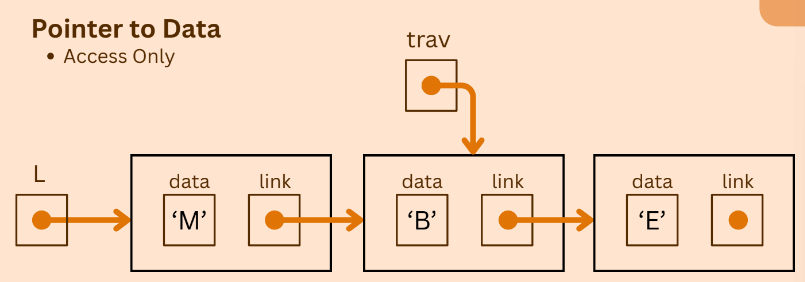 Pointer to Data
• Access Only
trav
L
data link
‘M’
data link
‘B’
data link
‘E’